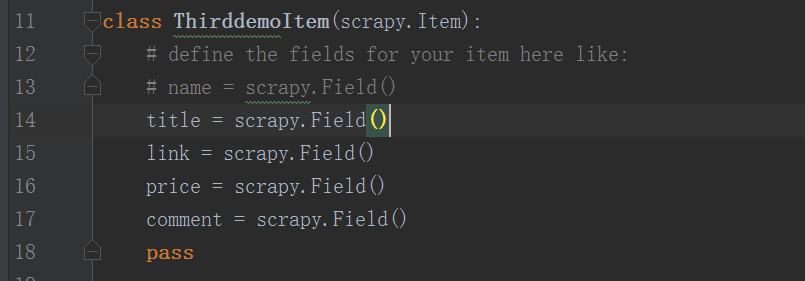 11 class ThirddemoItem(scrapy.Item):
12 # define the fields for your item here like:
13 # name = scrapy.Field()
14 title = scrapy.Field()
15 link = scrapy.Field()
16 price = scrapy.Field()
17 comment = scrapy.Field()
18 pass